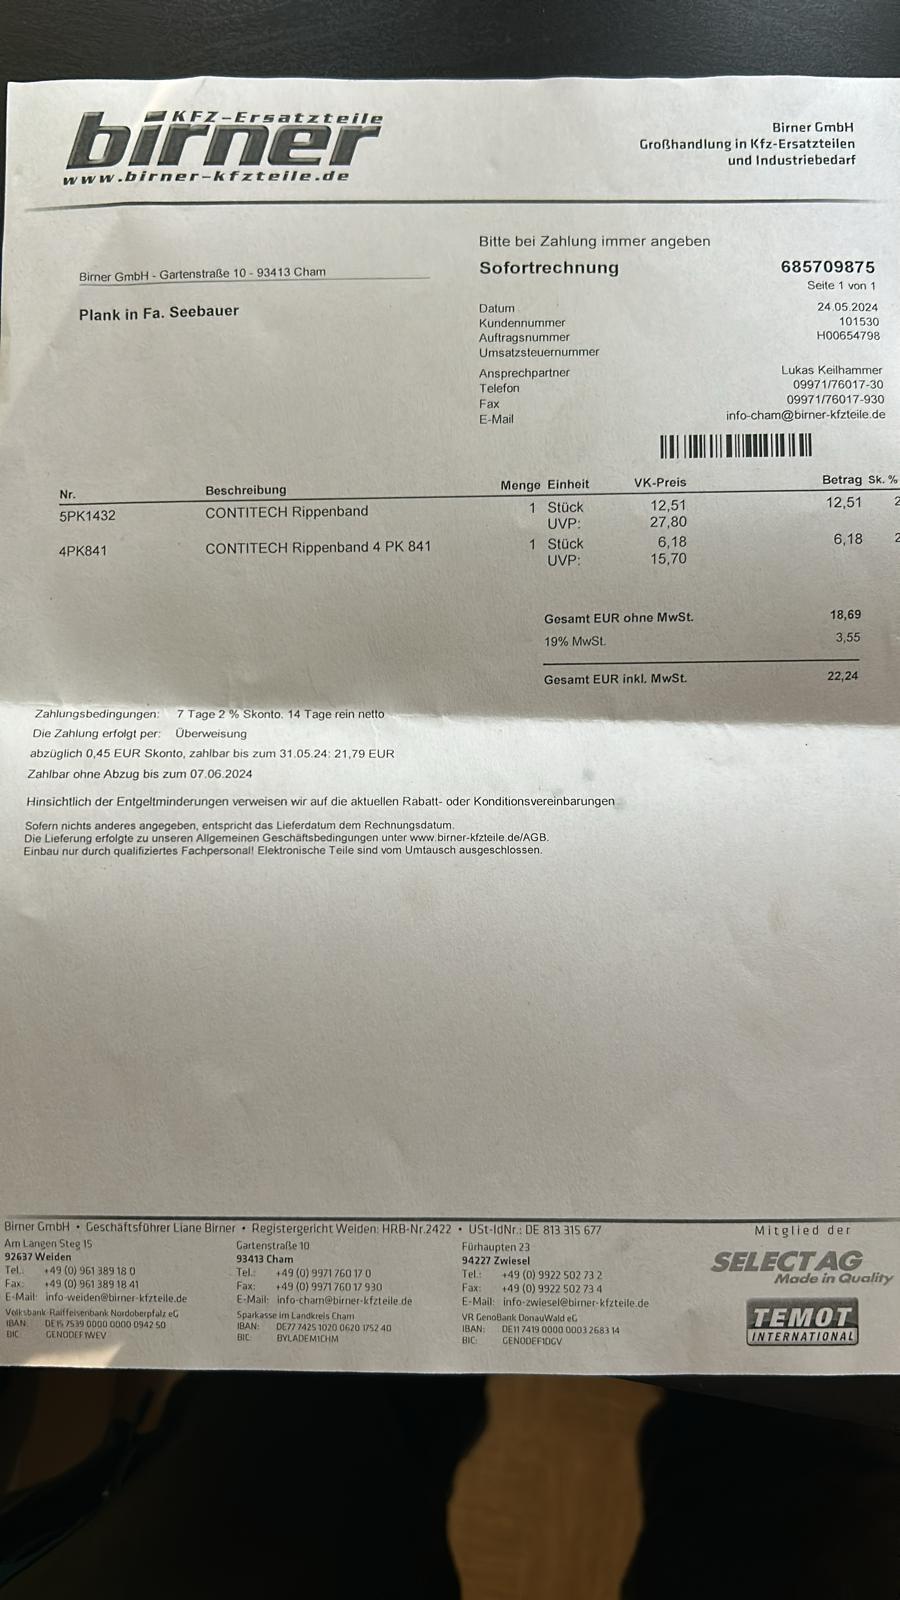 KFZ-Ersatzteile
birner
www.birner-kfzteile.de
Birner GmbH
Großhandlung in Kfz-Ersatzteilen
und Industriebedarf
Bitte bei Zahlung immer angeben
Birner GmbH - Gartenstraße 10 - 93413 Cham
Sofortrechnung 685709875
Seite 1 von 1
Plank in Fa. Seebauer
Datum 24.05.2024
Kundennummer 101530
Auftragsnummer H00654798
Umsatzsteuernummer
Ansprechpartner Lukas Keilhammer
Telefon 09971/76017-30
Fax 09971/76017-930
E-Mail info-cham@birner-kfzteile.de
Nr. Beschreibung Menge Einheit VK-Preis Betrag Sk. %
5PK1432 CONTITECH Rippenband 1 Stück 12,51 12,51 2
UVP: 27,80
4PK841 CONTITECH Rippenband 4 PK 841 1 Stück 6,18 6,18 2
UVP: 15,70
Gesamt EUR ohne MwSt. 18,69
19% MwSt. 3,55
Gesamt EUR inkl. MwSt. 22,24
Zahlungsbedingungen: 7 Tage 2 % Skonto. 14 Tage rein netto
Die Zahlung erfolgt per: Überweisung
abzüglich 0,45 EUR Skonto, zahlbar bis zum 31.05.24: 21,79 EUR
Zahlbar ohne Abzug bis zum 07.06.2024
Hinsichtlich der Entgeltminderungen verweisen wir auf die aktuellen Rabatt- oder Konditionsvereinbarungen
Sofern nichts anderes angegeben, entspricht das Lieferdatum dem Rechnungsdatum.
Die Lieferung erfolgte zu unseren Allgemeinen Geschäftsbedingungen unter www.birner-kfzteile.de/AGB.
Einbau nur durch qualifiziertes Fachpersonal! Elektronische Teile sind vom Umtausch ausgeschlossen.
Birner GmbH • Geschäftsführer Liane Birner • Registergericht Weiden: HRB-Nr.2422 • USt-IdNr.: DE 813 315 677
Am Langen Steg 15
92637 Weiden
Tel.: +49 (0) 961 389 18 0
Fax: +49 (0) 961 389 18 41
E-Mail: info-weiden@birner-kfzteile.de
Volksbank-Raiffeisenbank Nordoberpfalz eG
IBAN: DE15 7539 0000 0000 0942 50
BIC: GENODEF1WEV
Gartenstraße 10
93413 Cham
Tel.: +49 (0) 9971 760 17 0
Fax: +49 (0) 9971 760 17 930
E-Mail: info-cham@birner-kfzteile.de
Sparkasse im Landkreis Cham
IBAN: DE77 7425 1020 0620 1752 40
BIC: BYLADEM1CHM
Fürhaupten 23
94227 Zwiesel
Tel.: +49 (0) 9922 502 73 2
Fax: +49 (0) 9922 502 73 4
E-Mail: info-zwiesel@birner-kfzteile.de
VR GenoBank DonauWald eG
IBAN: DE11 7419 0000 0003 2683 14
BIC: GENODEF1DGV
Mitglied der
SELECT AG
Made in Quality
TEMOT
INTERNATIONAL